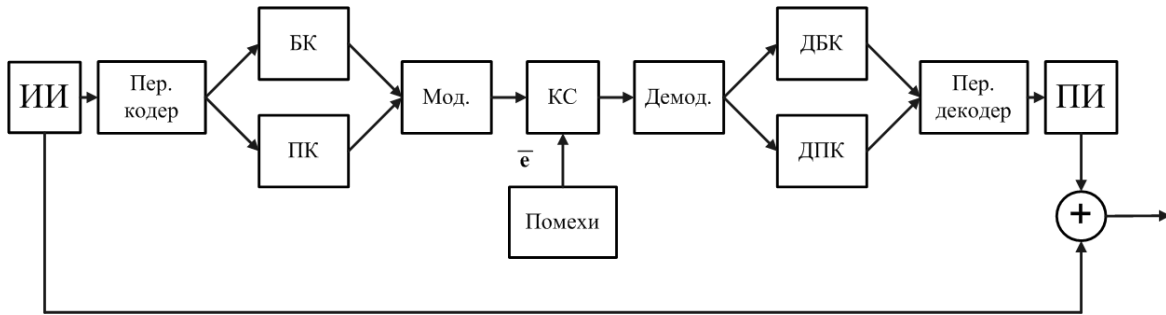 ИИ
Пер.
кодер
БК
ПК
Мод.
КС
ē
Помехи
Демод.
ДБК
ДПК
Пер.
декодер
ПИ
+